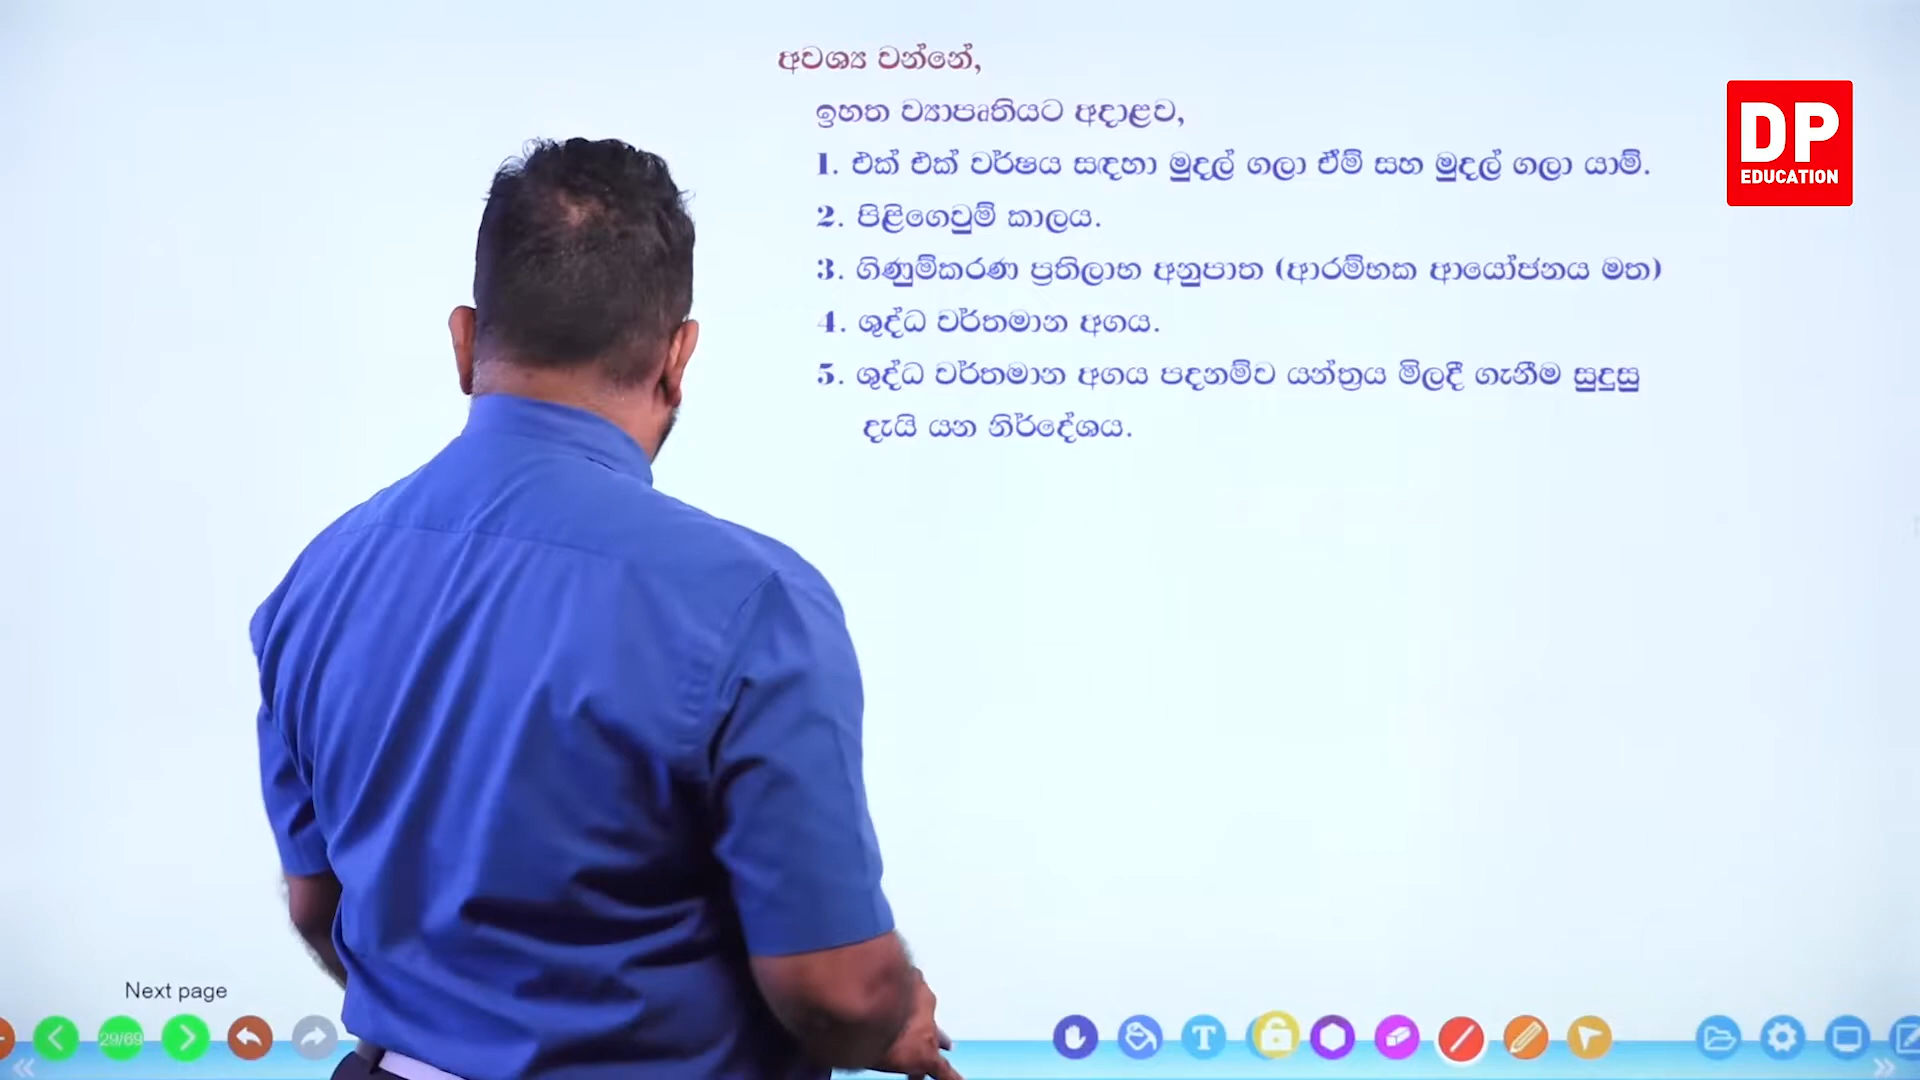 අවශ්‍ය වන්නේ,
ඉහත ව්‍යාපෘතියට අදාළව,
1. එක් එක් වර්ෂය සඳහා මුදල් ගලා ඒම් සහ මුදල් ගලා යාම්.
2. පිළිගෙවුම් කාලය.
3. ගිණුම්කරණ ප්‍රතිලාභ අනුපාත (ආරම්භක ආයෝජනය මත)
4. ශුද්ධ වර්තමාන අගය.
5. ශුද්ධ වර්තමාන අගය පදනම්ව යන්ත්‍රය මිලදී ගැනීම සුදුසු
දැයි යන නිර්දේශය.
DP
EDUCATION
Next page
29/69
T